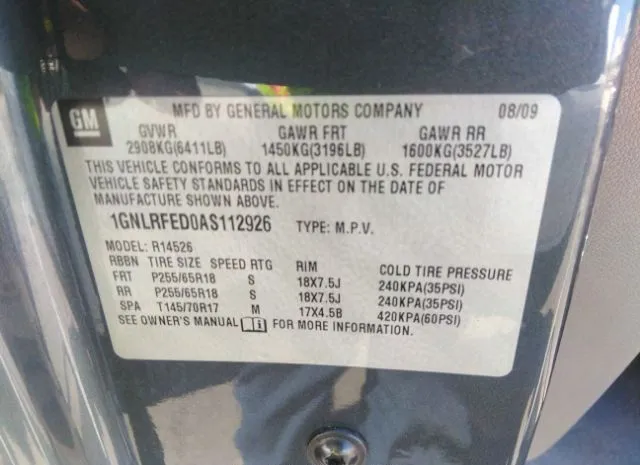 GM
MFD BY GENERAL MOTORS COMPANY 08/09
GVWR GAWR FRT GAWR RR
2908KG(6411LB) 1450KG(3196LB) 1600KG(3527LB)
THIS VEHICLE CONFORMS TO ALL APPLICABLE U.S. FEDERAL MOTOR
VEHICLE SAFETY STANDARDS IN EFFECT ON THE DATE OF
MANUFACTURE SHOWN ABOVE.
1GNLRFED0AS112926 TYPE: M.P.V.
MODEL: R14526
RBBN TIRE SIZE SPEED RTG RIM COLD TIRE PRESSURE
FRT P255/65R18 S 18X7.5J 240KPA(35PSI)
RR P255/65R18 S 18X7.5J 240KPA(35PSI)
SPA T145/70R17 M 17X4.5B 420KPA(60PSI)
SEE OWNER'S MANUAL FOR MORE INFORMATION.